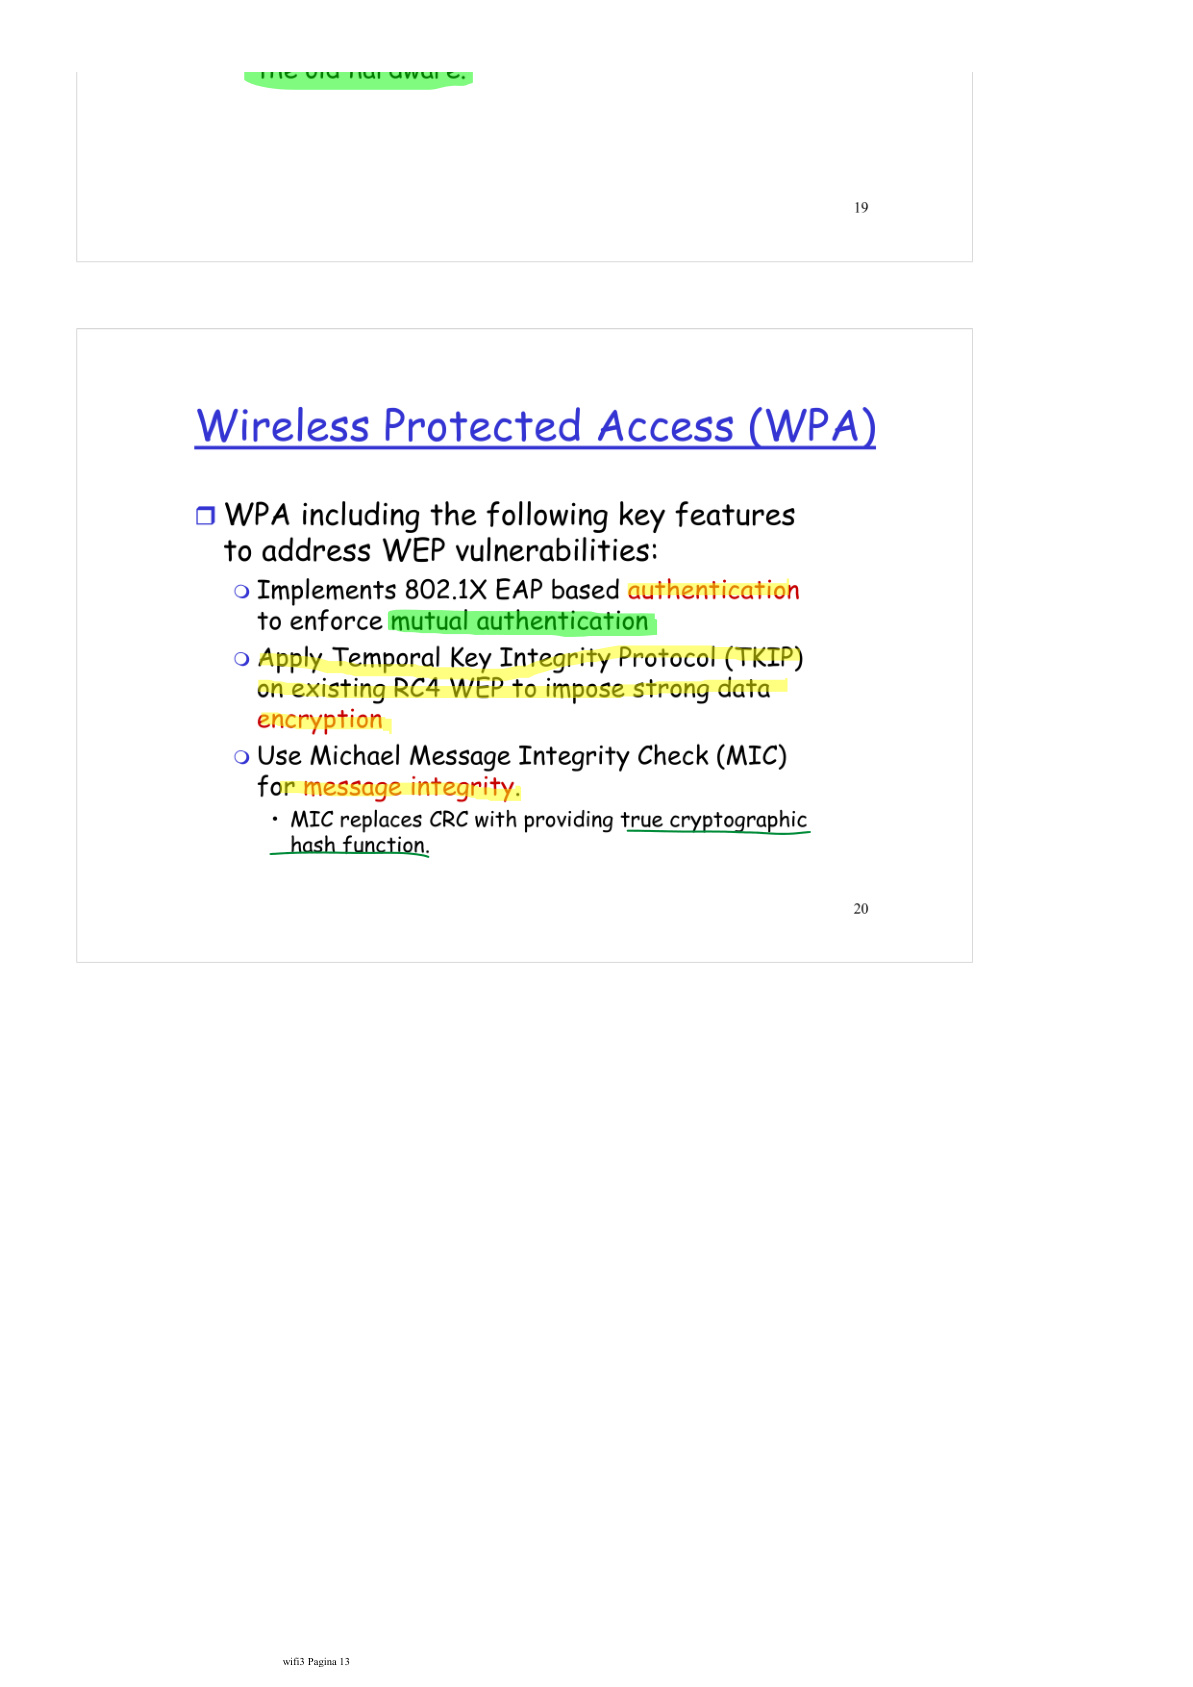 the old hardware.
19
Wireless Protected Access (WPA)
WPA including the following key features
to address WEP vulnerabilities:
Implements 802.1X EAP based authentication
to enforce mutual authentication
Apply Temporal Key Integrity Protocol (TKIP)
on existing RC4 WEP to impose strong data
encryption
Use Michael Message Integrity Check (MIC)
for message integrity.
• MIC replaces CRC with providing true cryptographic
hash function.
20
wifi3 Pagina 13